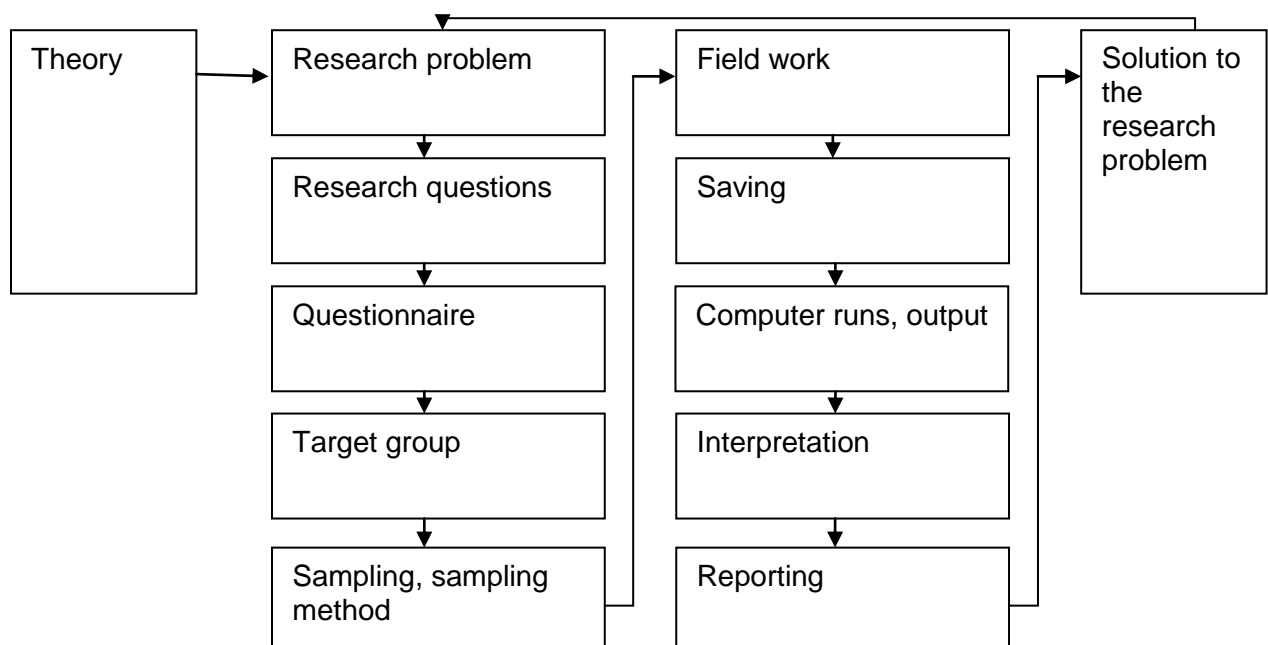 Theory
Research problem
Research questions
Questionnaire
Target group
Sampling, sampling
method
Field work
Saving
Computer runs, output
Interpretation
Reporting
Solution to
the
research
problem